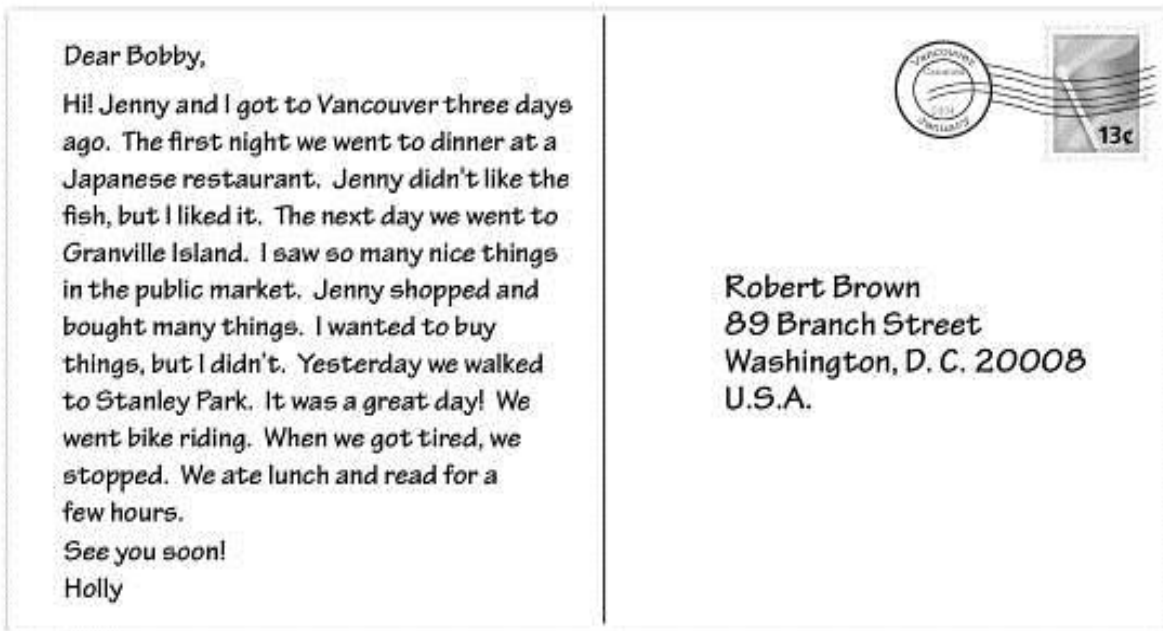 Dear Bobby,
Hi! Jenny and I got to Vancouver three days
ago. The first night we went to dinner at a
Japanese restaurant. Jenny didn't like the
fish, but I liked it. The next day we went to
Granville Island. I saw so many nice things
in the public market. Jenny shopped and
bought many things. I wanted to buy
things, but I didn't. Yesterday we walked
to Stanley Park. It was a great day! We
went bike riding. When we got tired, we
stopped. We ate lunch and read for a
few hours.
See you soon!
Holly
Vancouver
January
13¢
Robert Brown
89 Branch Street
Washington, D. C. 20008
U.S.A.